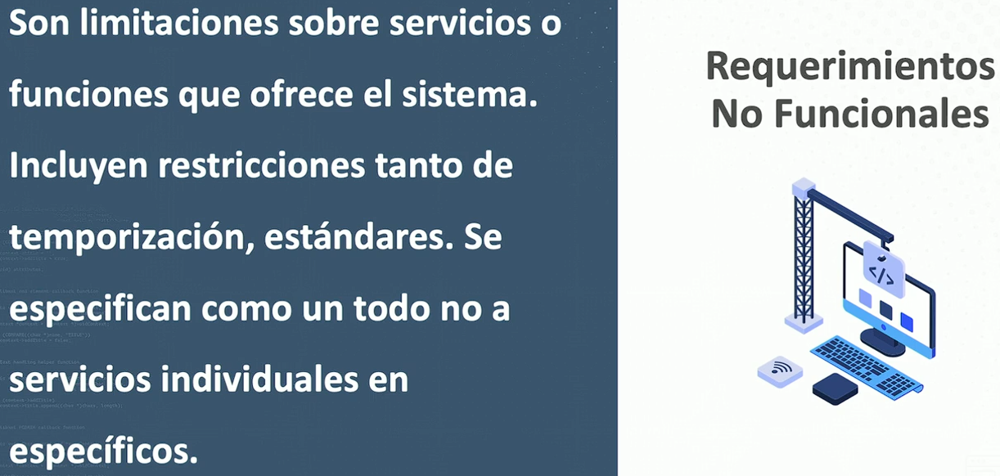 Son limitaciones sobre servicios o
funciones que ofrece el sistema.
Incluyen restricciones tanto de
temporización, estándares. Se
especifican como un todo no a
servicios individuales en
específicos.
Requerimientos
No Funcionales
</>